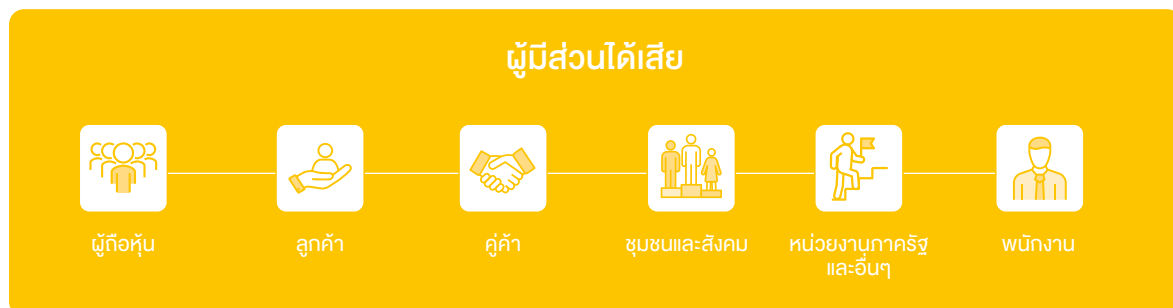 ผู้มีส่วนได้เสีย
ผู้ถือหุ้น
ลูกค้า
คู่ค้า
ชุมชนและสังคม
หน่วยงานภาครัฐ
และอื่นๆ
พนักงาน